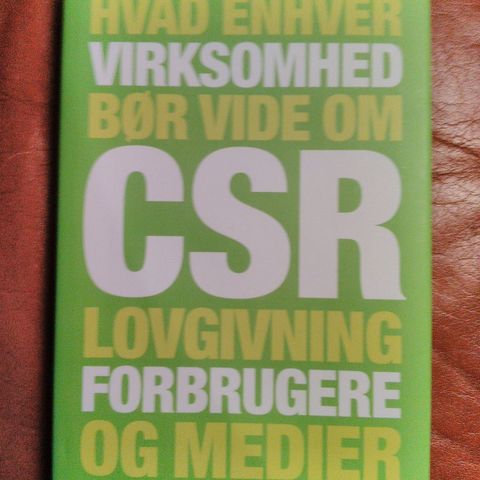 HVAD ENHVER
VIRKSOMHED
BØR VIDE OM
CSR
LOVGIVNING
FORBRUGERE
OG MEDIER